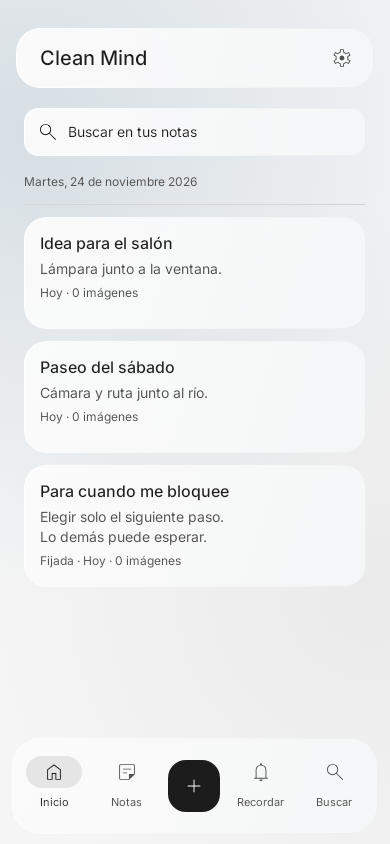 Clean Mind
Buscar en tus notas
Martes, 24 de noviembre 2026
Idea para el salón
Lámpara junto a la ventana.
Hoy · 0 imágenes
Paseo del sábado
Cámara y ruta junto al río.
Hoy · 0 imágenes
Para cuando me bloquee
Elegir solo el siguiente paso.
Lo demás puede esperar.
Fijada · Hoy · 0 imágenes
Inicio
Notas
Recordar
Buscar